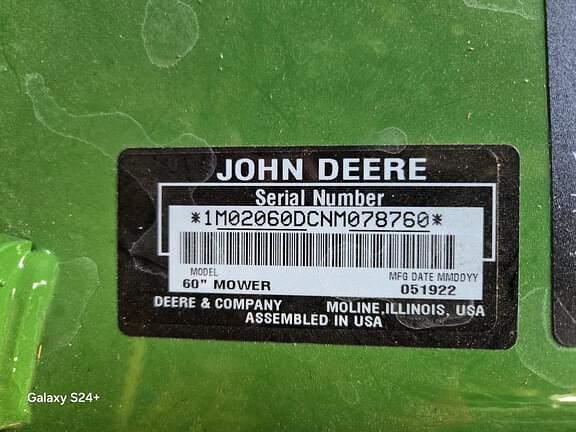 JOHN DEERE
Serial Number
*1M02060DCNM078760*
MODEL
MFG DATE MMDDYY
60" MOWER
051922
DEERE & COMPANY
MOLINE,ILLINOIS, USA
ASSEMBLED IN USA
Galaxy S24+